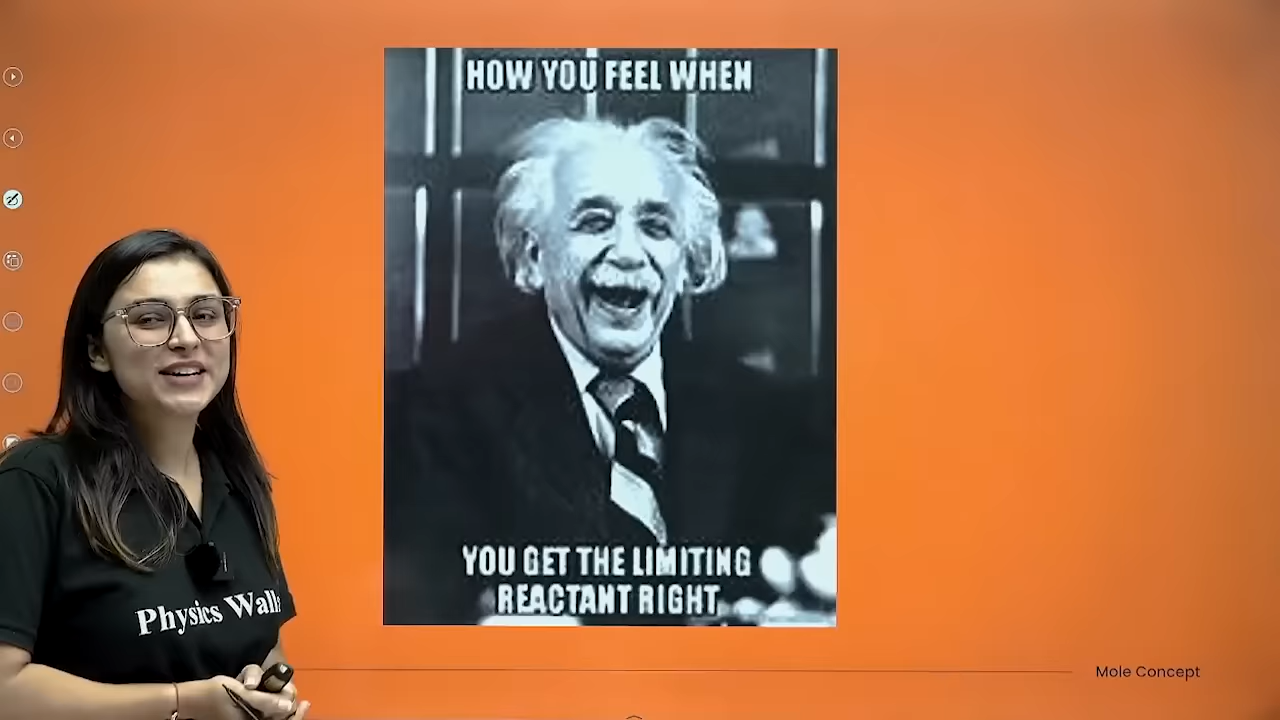 HOW YOU FEEL WHEN
YOU GET THE LIMITING
REACTANT RIGHT
Physics Walla
Mole Concept